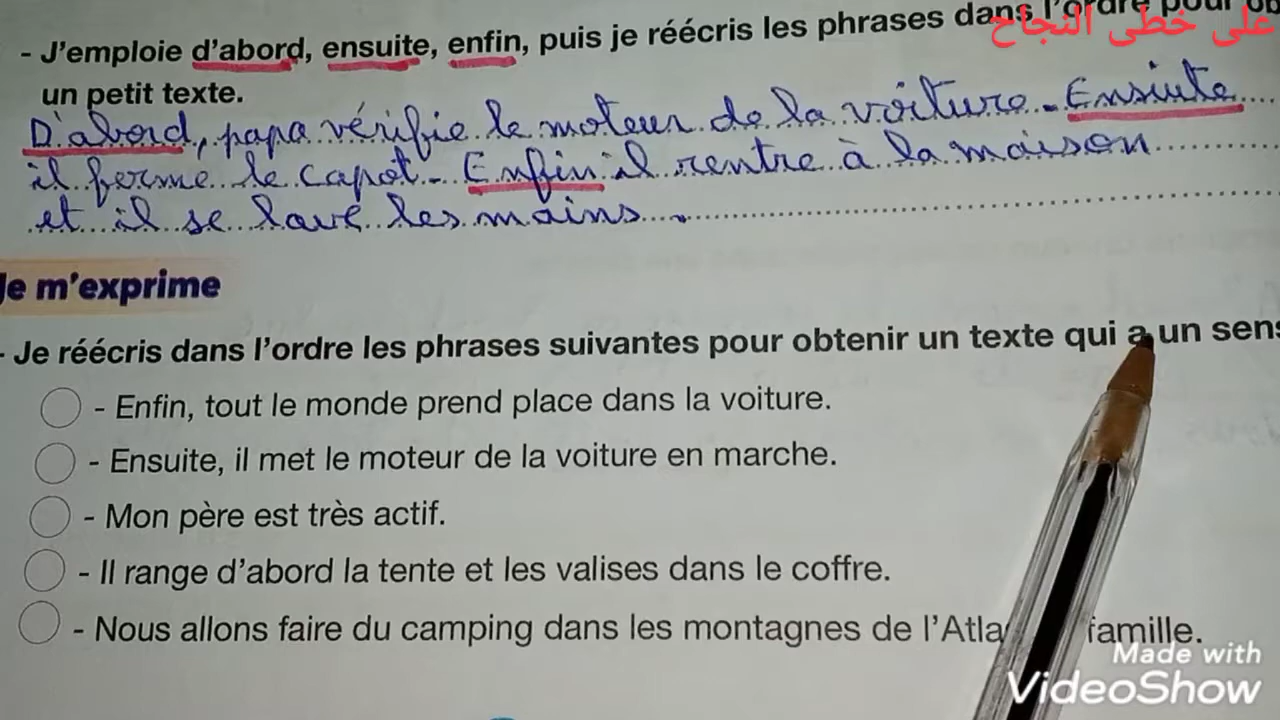 على خطى النجاح
- J'emploie d'abord, ensuite, enfin, puis je réécris les phrases dans l'ordre pour ob
un petit texte.
D'abord, papa vérifie le moteur de la voiture. Ensuite
il ferme le capot. Enfin il rentre à la maison
et il se lave les mains.
Je m'exprime
- Je réécris dans l'ordre les phrases suivantes pour obtenir un texte qui a un sens
- Enfin, tout le monde prend place dans la voiture.
- Ensuite, il met le moteur de la voiture en marche.
- Mon père est très actif.
- Il range d'abord la tente et les valises dans le coffre.
- Nous allons faire du camping dans les montagnes de l'Atla famille.
Made with
VideoShow